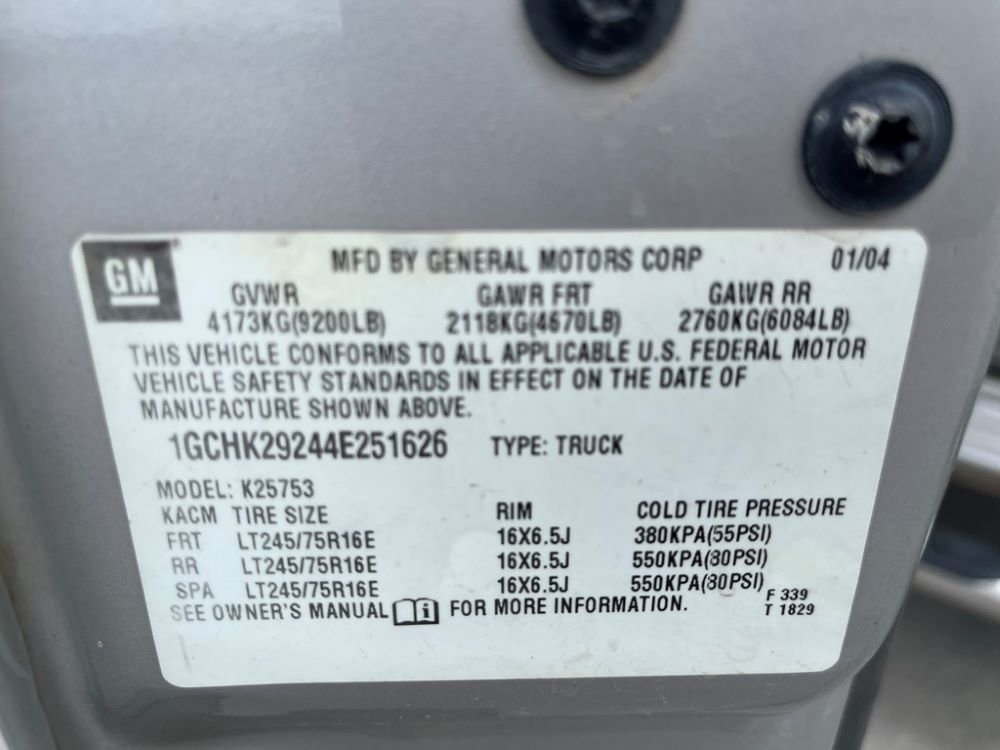 GM
MFD BY GENERAL MOTORS CORP 01/04
GVWR GAWR FRT GAWR RR
4173KG(9200LB) 2118KG(4670LB) 2760KG(6084LB)
THIS VEHICLE CONFORMS TO ALL APPLICABLE U.S. FEDERAL MOTOR
VEHICLE SAFETY STANDARDS IN EFFECT ON THE DATE OF
MANUFACTURE SHOWN ABOVE.
1GCHK29244E251626 TYPE: TRUCK
MODEL: K25753
KACM TIRE SIZE RIM COLD TIRE PRESSURE
FRT LT245/75R16E 16X6.5J 380KPA(55PSI)
RR LT245/75R16E 16X6.5J 550KPA(80PSI)
SPA LT245/75R16E 16X6.5J 550KPA(80PSI)
SEE OWNER'S MANUAL i FOR MORE INFORMATION.
F 339
T 1829